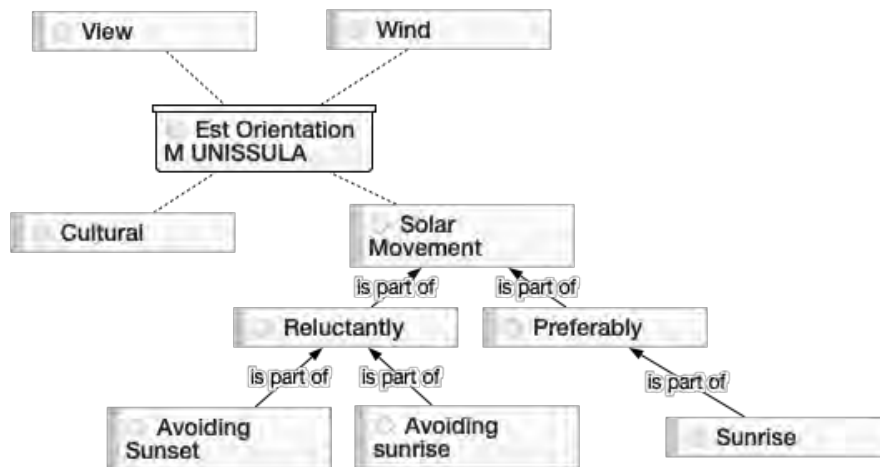 View
Wind
Est Orientation
M UNISSULA
Cultural
Solar
Movement
is part of
is part of
Reluctantly
Preferably
is part of
is part of
is part of
Avoiding
Sunset
Avoiding
sunrise
Sunrise